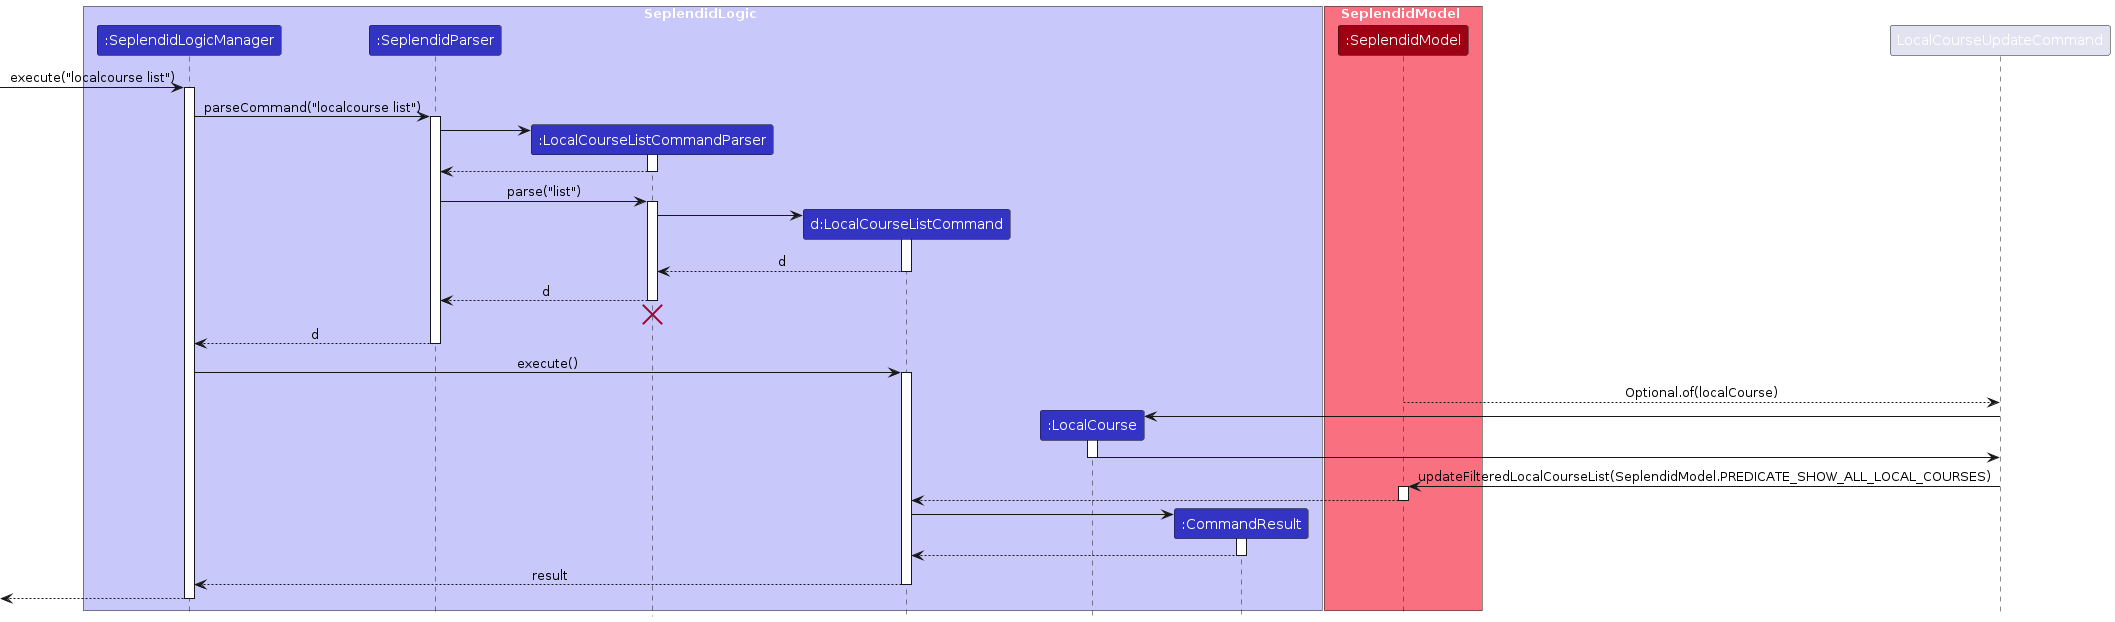 SeplendidLogic
SeplendidModel
:SeplendidLogicManager
:SeplendidParser
:SeplendidModel
LocalCourseUpdateCommand
execute("localcourse list")
parseCommand("localcourse list")
:LocalCourseListCommandParser
parse("list")
d:LocalCourseListCommand
d
d
d
execute()
Optional.of(localCourse)
:LocalCourse
updateFilteredLocalCourseList(SeplendidModel.PREDICATE_SHOW_ALL_LOCAL_COURSES)
:CommandResult
result